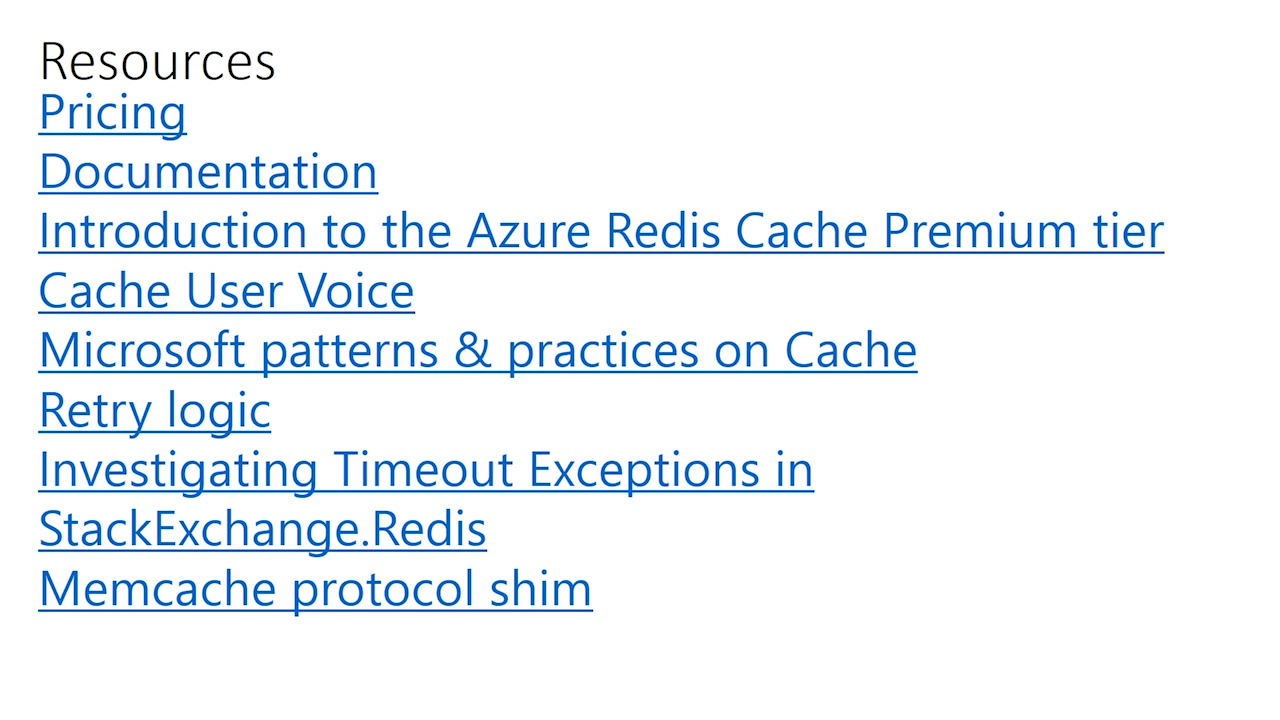 Resources
Pricing
Documentation
Introduction to the Azure Redis Cache Premium tier
Cache User Voice
Microsoft patterns & practices on Cache
Retry logic
Investigating Timeout Exceptions in
StackExchange.Redis
Memcache protocol shim